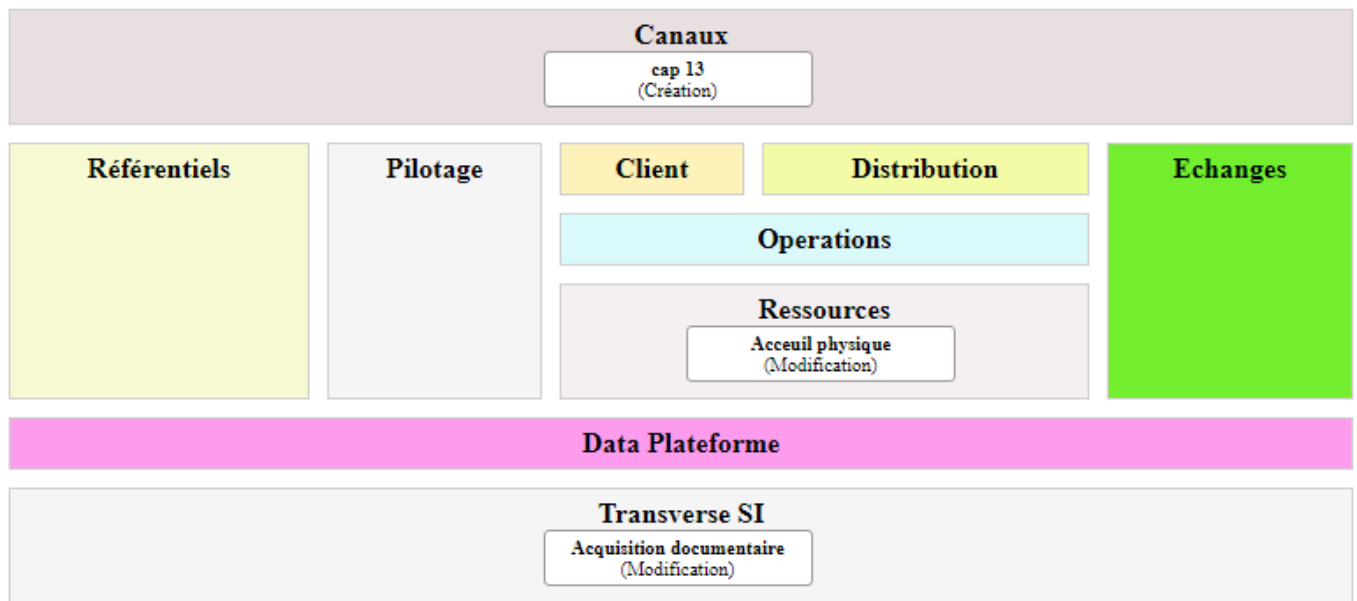 Canaux
cap 13
(Création)
Référentiels
Pilotage
Client
Distribution
Echanges
Operations
Ressources
Acceuil physique
(Modification)
Data Plateforme
Transverse SI
Acquisition documentaire
(Modification)